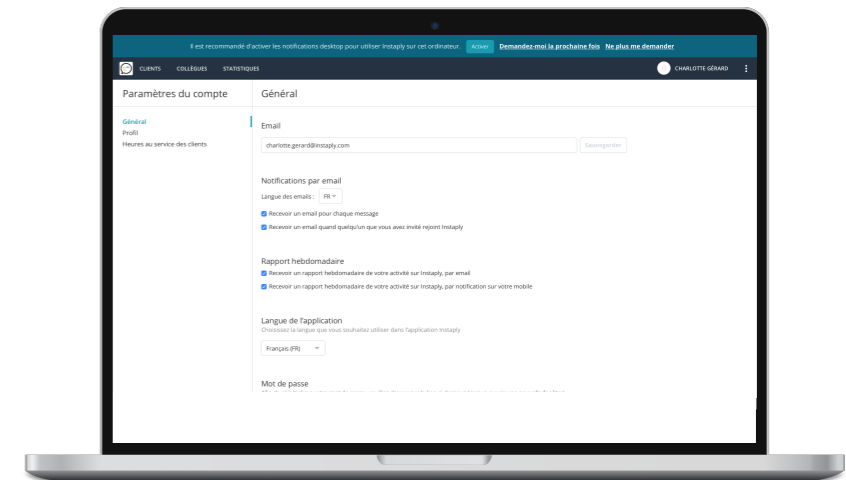 Il est recommandé d'activer les notifications desktop pour utiliser Instaply sur cet ordinateur. Activer Demandez-moi la prochaine fois Ne plus me demander
CLIENTS COLLÈGUES STATISTIQUES CHARLOTTE GÉRARD
Paramètres du compte
Général
Général
Profil
Heures au service des clients
Email
charlotte.gerard@instaply.com Sauvegarder
Notifications par email
Langue des emails : FR
Recevoir un email pour chaque message
Recevoir un email quand quelqu'un que vous avez invité rejoint Instaply
Rapport hebdomadaire
Recevoir un rapport hebdomadaire de votre activité sur Instaply, par email
Recevoir un rapport hebdomadaire de votre activité sur Instaply, par notification sur votre mobile
Langue de l'application
Choisissez la langue que vous souhaitez utiliser dans l'application Instaply
Français (FR)
Mot de passe